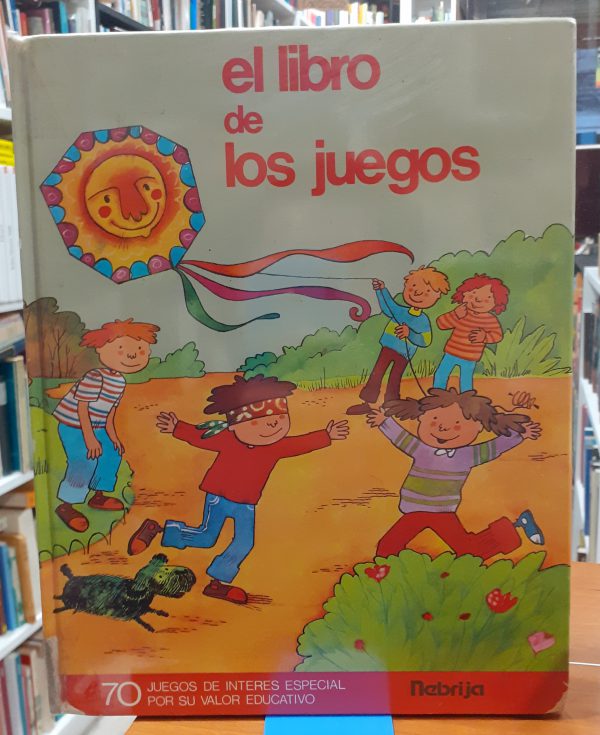 el libro
de
los juegos
70 JUEGOS DE INTERES ESPECIAL
POR SU VALOR EDUCATIVO
Nebrija